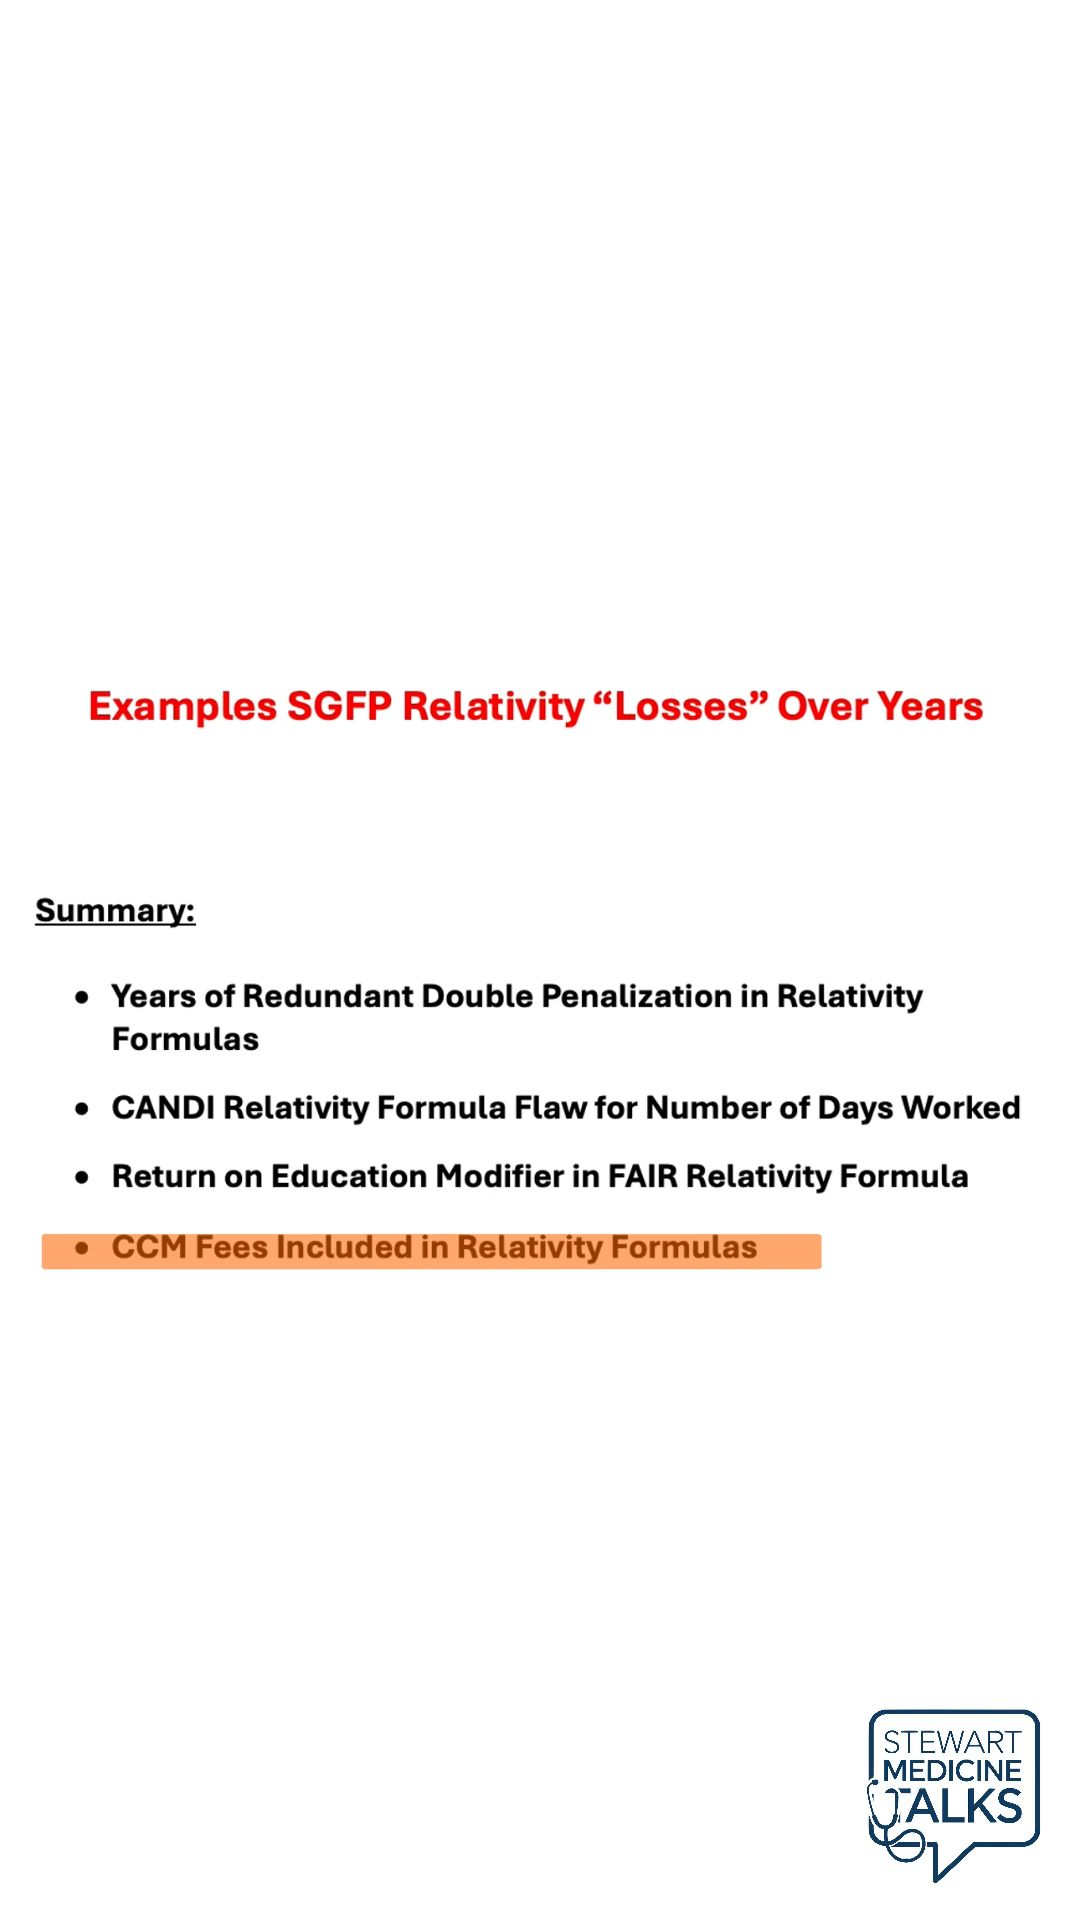 Examples SGFP Relativity “Losses” Over Years
Summary:
• Years of Redundant Double Penalization in Relativity
Formulas
• CANDI Relativity Formula Flaw for Number of Days Worked
• Return on Education Modifier in FAIR Relativity Formula
• CCM Fees Included in Relativity Formulas
STEWART
MEDICINE
TALKS